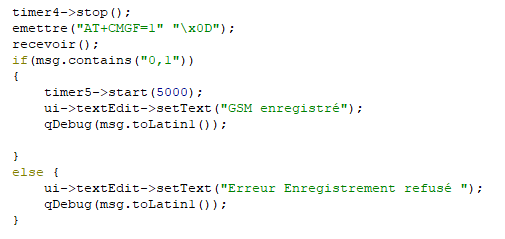 timer4->stop();
emettre("AT+CMGF=1" "\x0D");
recevoir();
if(msg.contains("0,1"))
{
timer5->start(5000);
ui->textEdit->setText("GSM enregistré");
qDebug(msg.toLatin1());
}
else {
ui->textEdit->setText("Erreur Enregistrement refusé ");
qDebug(msg.toLatin1());
}